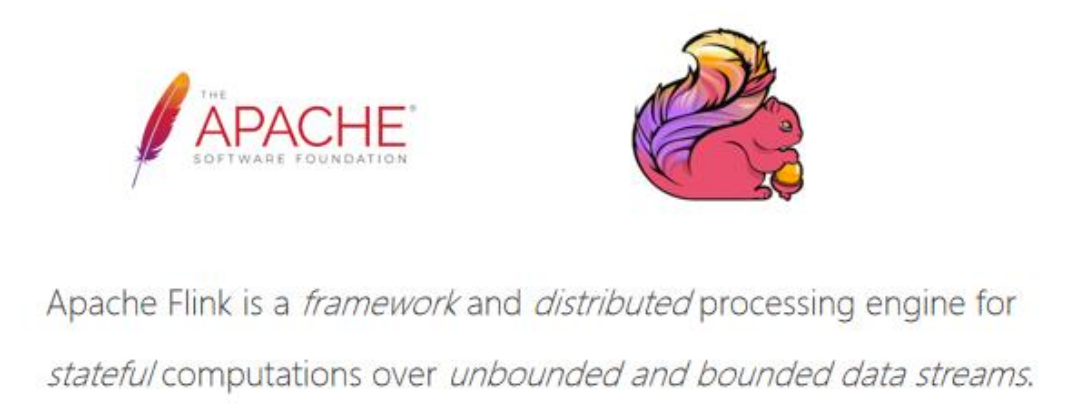 THE
APACHE®
SOFTWARE FOUNDATION
Apache Flink is a framework and distributed processing engine for
stateful computations over unbounded and bounded data streams.